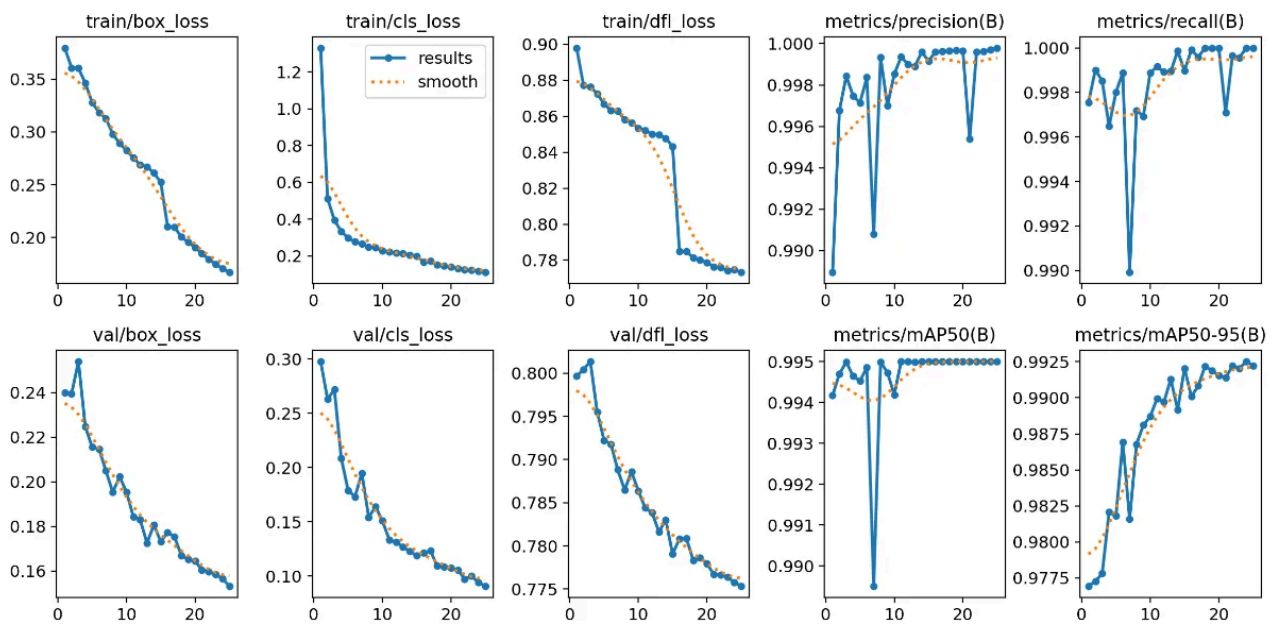 train/box_loss
0.35
0.30
0.25
0.20
0 10 20
train/cls_loss
results
smooth
1.2
1.0
0.8
0.6
0.4
0.2
0 10 20
train/dfl_loss
0.90
0.88
0.86
0.84
0.82
0.80
0.78
0 10 20
metrics/precision(B)
1.000
0.998
0.996
0.994
0.992
0.990
0 10 20
metrics/recall(B)
1.000
0.998
0.996
0.994
0.992
0.990
0 10 20
val/box_loss
0.24
0.22
0.20
0.18
0.16
0 10 20
val/cls_loss
0.30
0.25
0.20
0.15
0.10
0 10 20
val/dfl_loss
0.800
0.795
0.790
0.785
0.780
0.775
0 10 20
metrics/mAP50(B)
0.995
0.994
0.993
0.992
0.991
0.990
0 10 20
metrics/mAP50-95(B)
0.9925
0.9900
0.9875
0.9850
0.9825
0.9800
0.9775
0 10 20